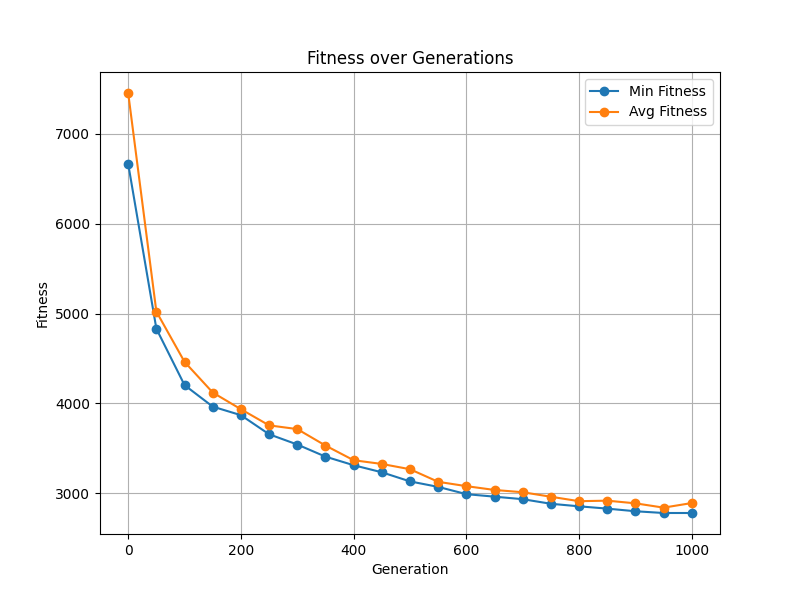 Fitness over Generations
Min Fitness
Avg Fitness
Fitness
7000
6000
5000
4000
3000
0 200 400 600 800 1000
Generation